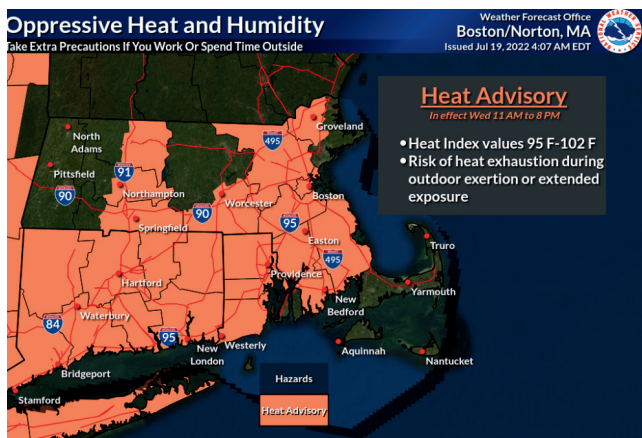 Oppressive Heat and Humidity
Take Extra Precautions If You Work Or Spend Time Outside
Weather Forecast Office
Boston/Norton, MA
Issued Jul 19, 2022 4:07 AM EDT
Heat Advisory
In effect Wed 11 AM to 8 PM
• Heat Index values 95 F-102 F
• Risk of heat exhaustion during
outdoor exertion or extended
exposure
Groveland
North
Adams
495
Pittsfield
91
90
Northampton
Boston
Worcester
90
Springfield
95
Easton
Truro
495
Hartford
Providence
Yarmouth
New
Bedford
Waterbury
84
95
New
London
Westerly
Aquinnah
Nantucket
Bridgeport
Stamford
Hazards
Heat Advisory